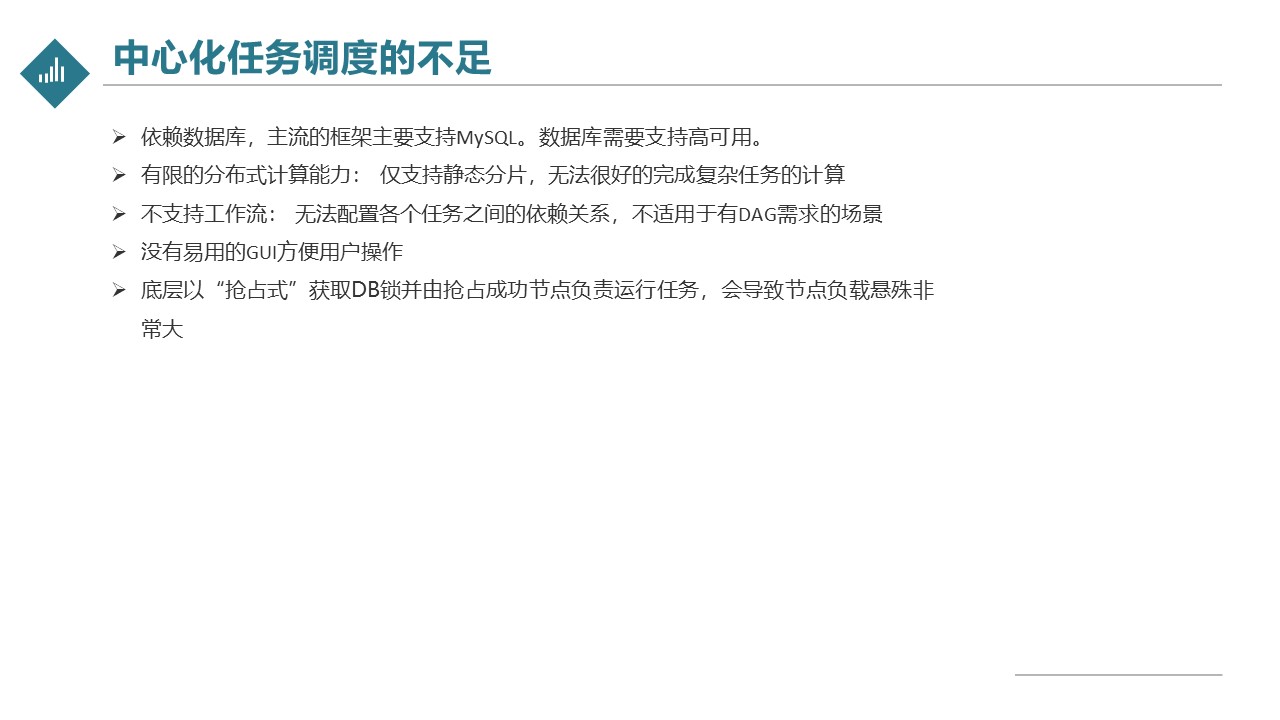 中心化任务调度的不足
➢ 依赖数据库，主流的框架主要支持MySQL。数据库需要支持高可用。
➢ 有限的分布式计算能力： 仅支持静态分片，无法很好的完成复杂任务的计算
➢ 不支持工作流： 无法配置各个任务之间的依赖关系，不适用于有DAG需求的场景
➢ 没有易用的GUI方便用户操作
➢ 底层以“抢占式”获取DB锁并由抢占成功节点负责运行任务，会导致节点负载悬殊非
常大